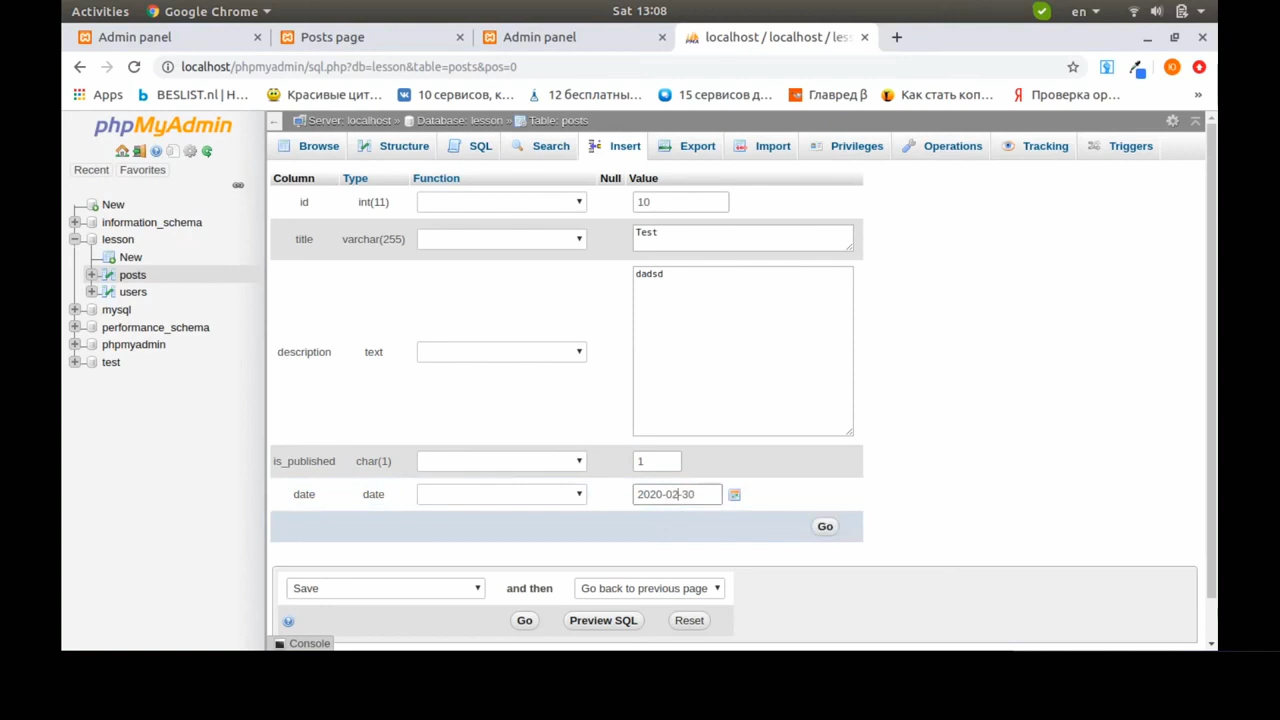 Activities Google Chrome Sat 13:08 en
Admin panel Posts page Admin panel localhost / localhost / less
localhost/phpmyadmin/sql.php?db=lesson&table=posts&pos=0
Apps BESLIST.nl | H... Красивые цит... 10 сервисов, к... 12 бесплатны... 15 сервисов д... Главред β Как стать коп... Проверка ор... »
phpMyAdmin
Server: localhost » Database: lesson » Table: posts
Browse Structure SQL Search Insert Export Import Privileges Operations Tracking Triggers
Recent Favorites
New
information_schema
lesson
New
posts
users
mysql
performance_schema
phpmyadmin
test
Column Type Function Null Value
id int(11) 10
title varchar(255) Test
description text dadsd
is_published char(1) 1
date date 2020-02-30
Go
Save and then Go back to previous page
Go Preview SQL Reset
Console